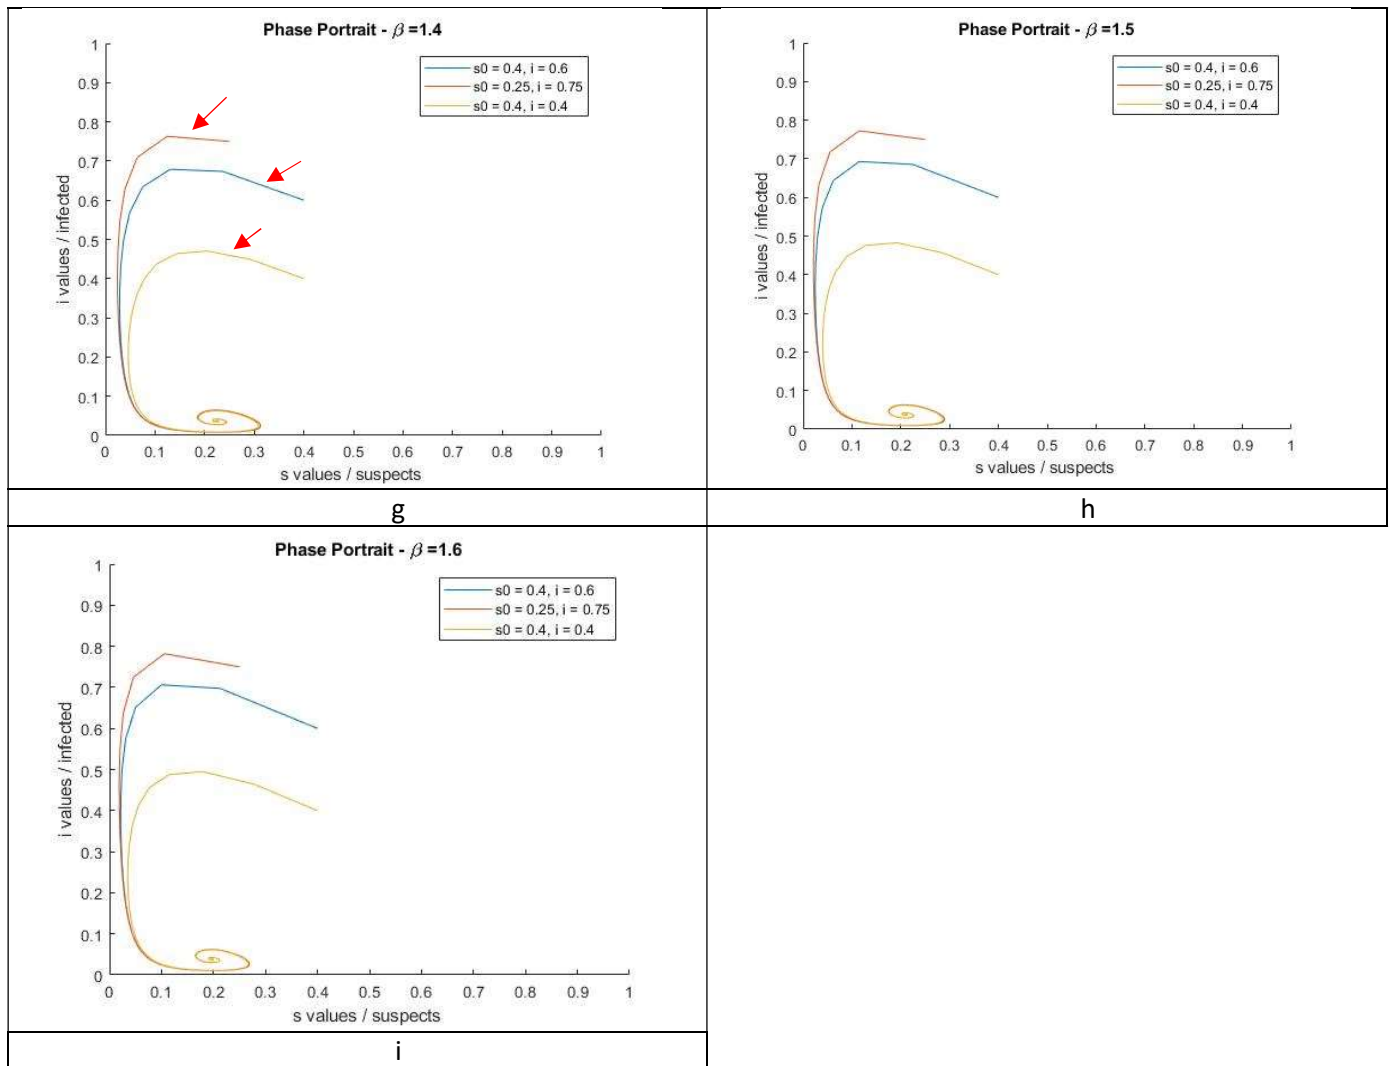 Phase Portrait - β =1.4
s0 = 0.4, i = 0.6
s0 = 0.25, i = 0.75
s0 = 0.4, i = 0.4
i values / infected
1
0.9
0.8
0.7
0.6
0.5
0.4
0.3
0.2
0.1
0
0 0.1 0.2 0.3 0.4 0.5 0.6 0.7 0.8 0.9 1
s values / suspects
g
Phase Portrait - β =1.5
s0 = 0.4, i = 0.6
s0 = 0.25, i = 0.75
s0 = 0.4, i = 0.4
i values / infected
1
0.9
0.8
0.7
0.6
0.5
0.4
0.3
0.2
0.1
0
0 0.1 0.2 0.3 0.4 0.5 0.6 0.7 0.8 0.9 1
s values / suspects
h
Phase Portrait - β =1.6
s0 = 0.4, i = 0.6
s0 = 0.25, i = 0.75
s0 = 0.4, i = 0.4
i values / infected
1
0.9
0.8
0.7
0.6
0.5
0.4
0.3
0.2
0.1
0
0 0.1 0.2 0.3 0.4 0.5 0.6 0.7 0.8 0.9 1
s values / suspects
i